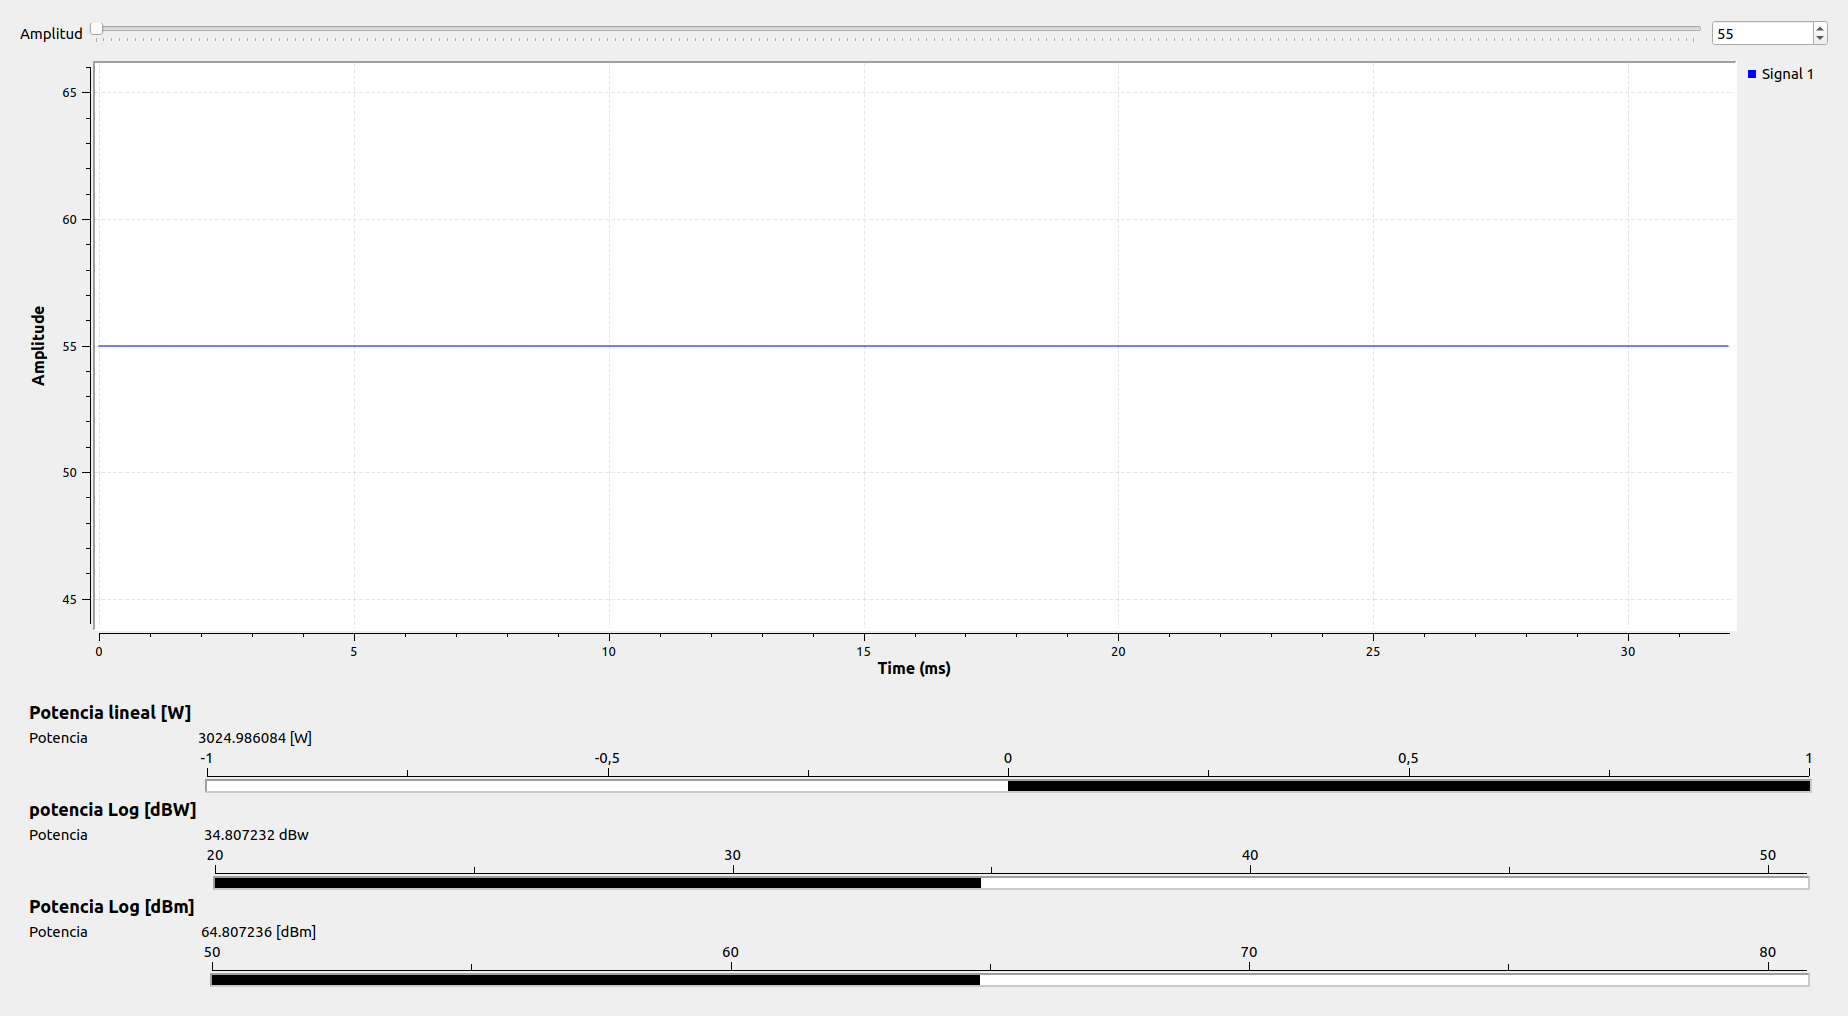 Amplitud 55
Signal 1
65
60
55
50
45
Amplitude
0 5 10 15 20 25 30
Time (ms)
Potencia lineal [W]
Potencia 3024.986084 [W]
-1 -0,5 0 0,5 1
potencia Log [dBW]
Potencia 34.807232 dBw
20 30 40 50
Potencia Log [dBm]
Potencia 64.807236 [dBm]
50 60 70 80